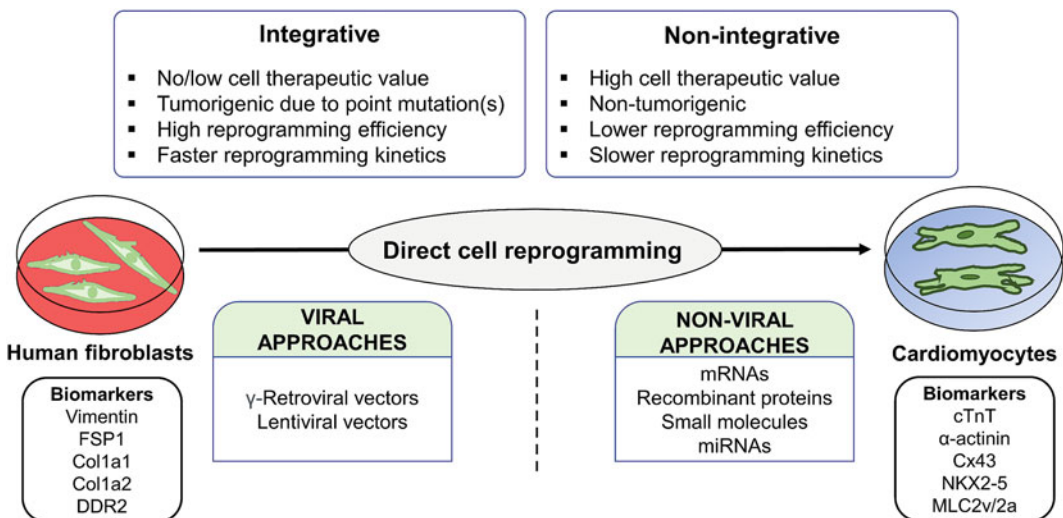 Integrative
▪ No/low cell therapeutic value
▪ Tumorigenic due to point mutation(s)
▪ High reprogramming efficiency
▪ Faster reprogramming kinetics
Non-integrative
▪ High cell therapeutic value
▪ Non-tumorigenic
▪ Lower reprogramming efficiency
▪ Slower reprogramming kinetics
Direct cell reprogramming
Human fibroblasts
Biomarkers
Vimentin
FSP1
Col1a1
Col1a2
DDR2
VIRAL
APPROACHES
γ-Retroviral vectors
Lentiviral vectors
NON-VIRAL
APPROACHES
mRNAs
Recombinant proteins
Small molecules
miRNAs
Cardiomyocytes
Biomarkers
cTnT
α-actinin
Cx43
NKX2-5
MLC2v/2a